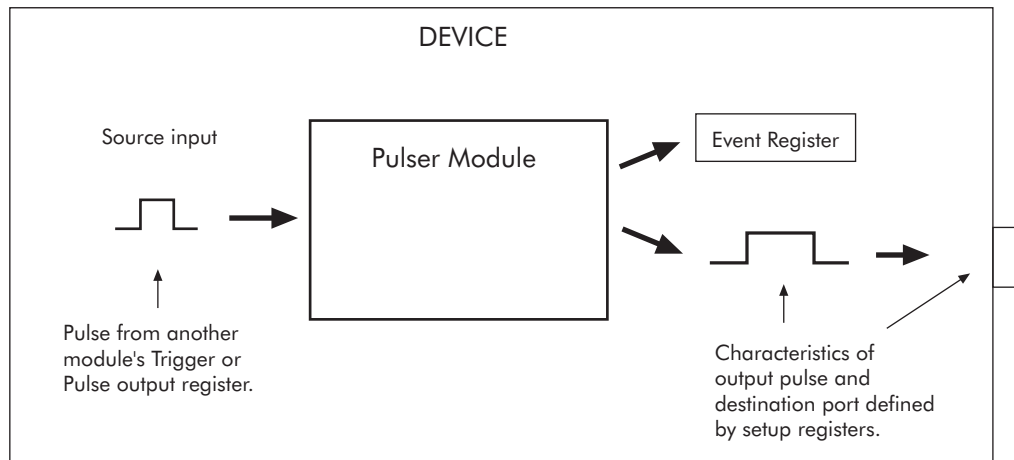 DEVICE
Source input
Pulser Module
Event Register
Pulse from another
module's Trigger or
Pulse output register.
Characteristics of
output pulse and
destination port defined
by setup registers.